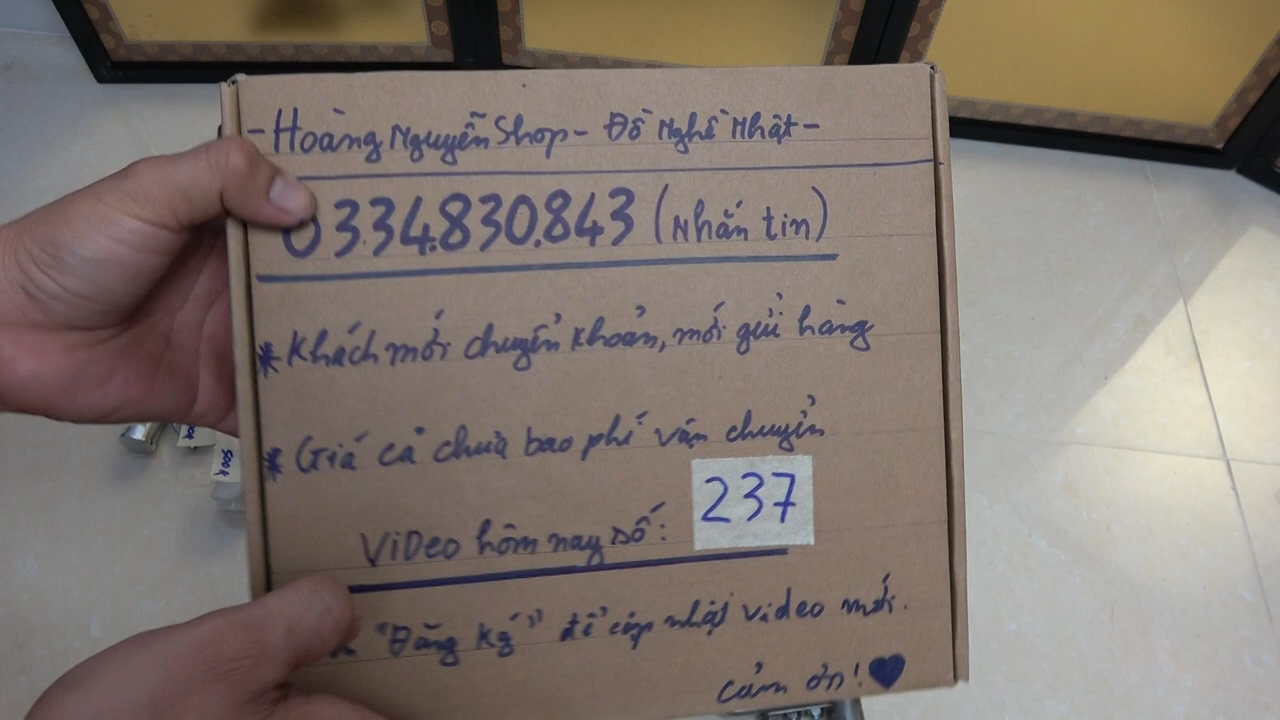 -Hoàng Nguyễn Shop- Đồ Nghề Nhật-
0334.830.843 (Nhắn tin)
* Khách mới chuyển khoản, mới gửi hàng
* Giá cả chưa bao phí vận chuyển
ViDeo hôm nay số: 237
"Đăng ký" để cập nhật video mới.
cảm ơn! ♥
500k